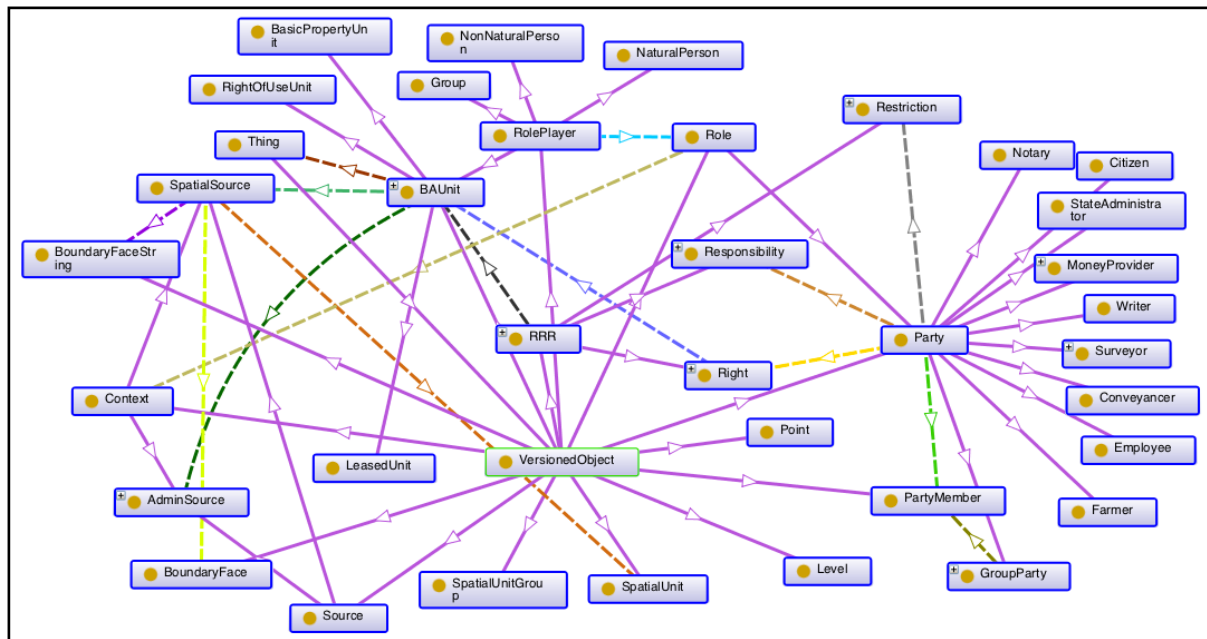 BasicPropertyUn
it
NonNaturalPerso
n
NaturalPerson
RightOfUseUnit
Group
Restriction
Thing
RolePlayer
Role
Notary
Citizen
SpatialSource
BAUnit
StateAdministra
tor
BoundaryFaceStr
ing
Responsibility
MoneyProvider
Writer
RRR
Party
Surveyor
Right
Context
Conveyancer
Point
Employee
LeasedUnit
VersionedObject
AdminSource
PartyMember
Farmer
BoundaryFace
SpatialUnitGrou
p
SpatialUnit
Level
GroupParty
Source